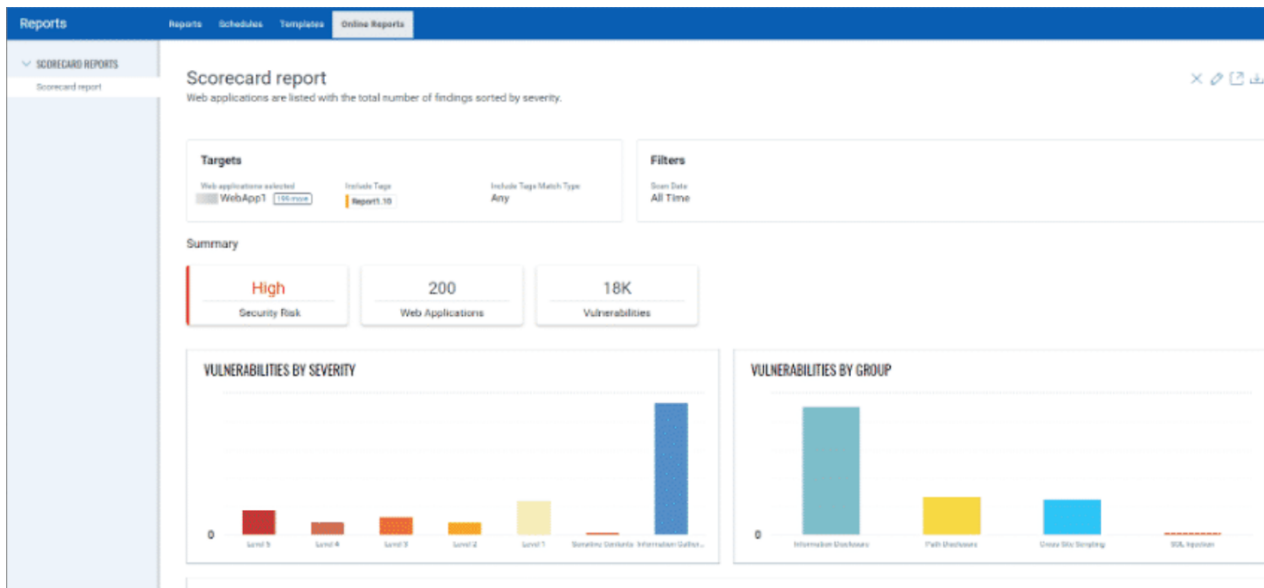 Reports Reports Schedules Templates Online Reports
SCORECARD REPORTS
Scorecard report
Scorecard report
Web applications are listed with the total number of findings sorted by severity.
Targets
Web applications selected Include Tags Include Tags Match Type
WebApp1 199 more Report1.10 Any
Filters
Scan Date
All Time
Summary
High
Security Risk
200
Web Applications
18K
Vulnerabilities
VULNERABILITIES BY SEVERITY
0
Level 5 Level 4 Level 3 Level 2 Level 1 Sensitive Contents Information Gather...
VULNERABILITIES BY GROUP
0
Information Disclosure Path Disclosure Cross Site Scripting SQL Injection